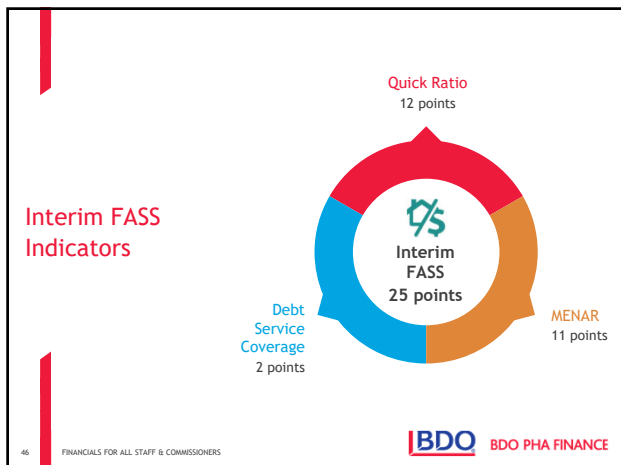 Quick Ratio
12 points
Interim FASS
Indicators
Interim
FASS
25 points
Debt
Service
Coverage
2 points
MENAR
11 points
46 FINANCIALS FOR ALL STAFF & COMMISSIONERS
BDO BDO PHA FINANCE